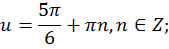 u = 5π/6 + πn, n ∈ Z;